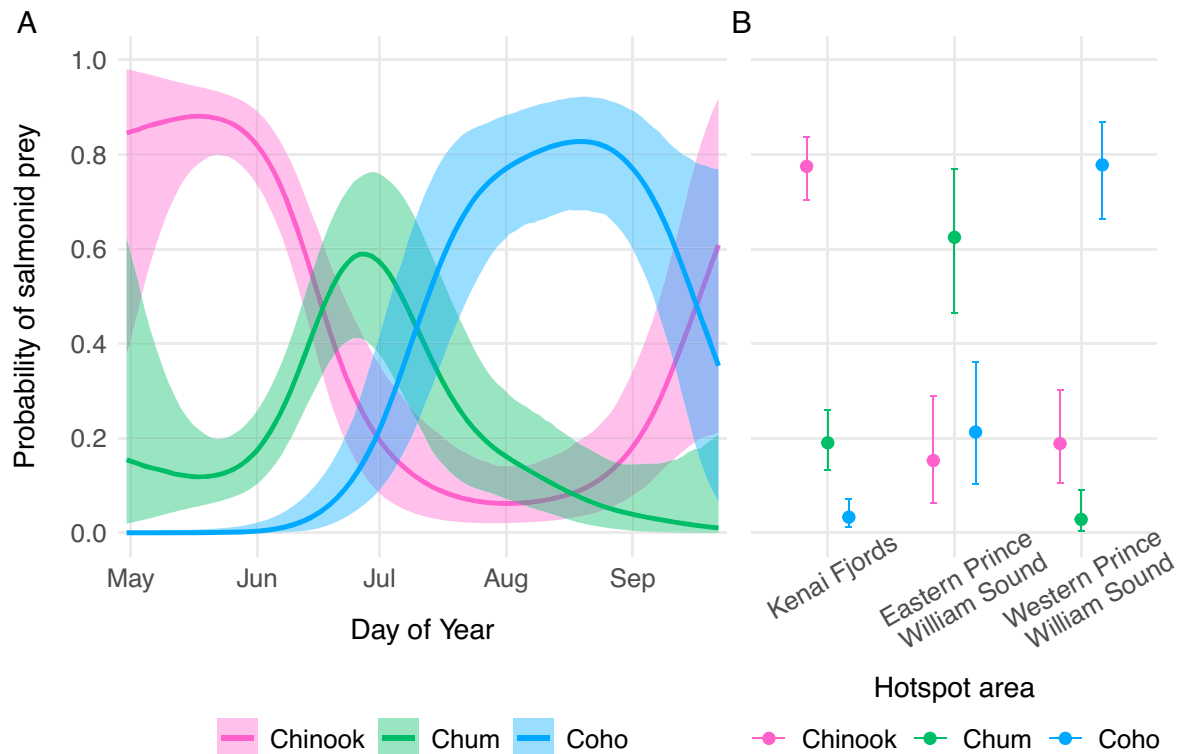 A
B
Probability of salmonid prey
1.0
0.8
0.6
0.4
0.2
0.0
May Jun Jul Aug Sep
Day of Year
Kenai Fjords
Eastern Prince
William Sound
Western Prince
William Sound
Hotspot area
Chinook Chum Coho
Chinook Chum Coho